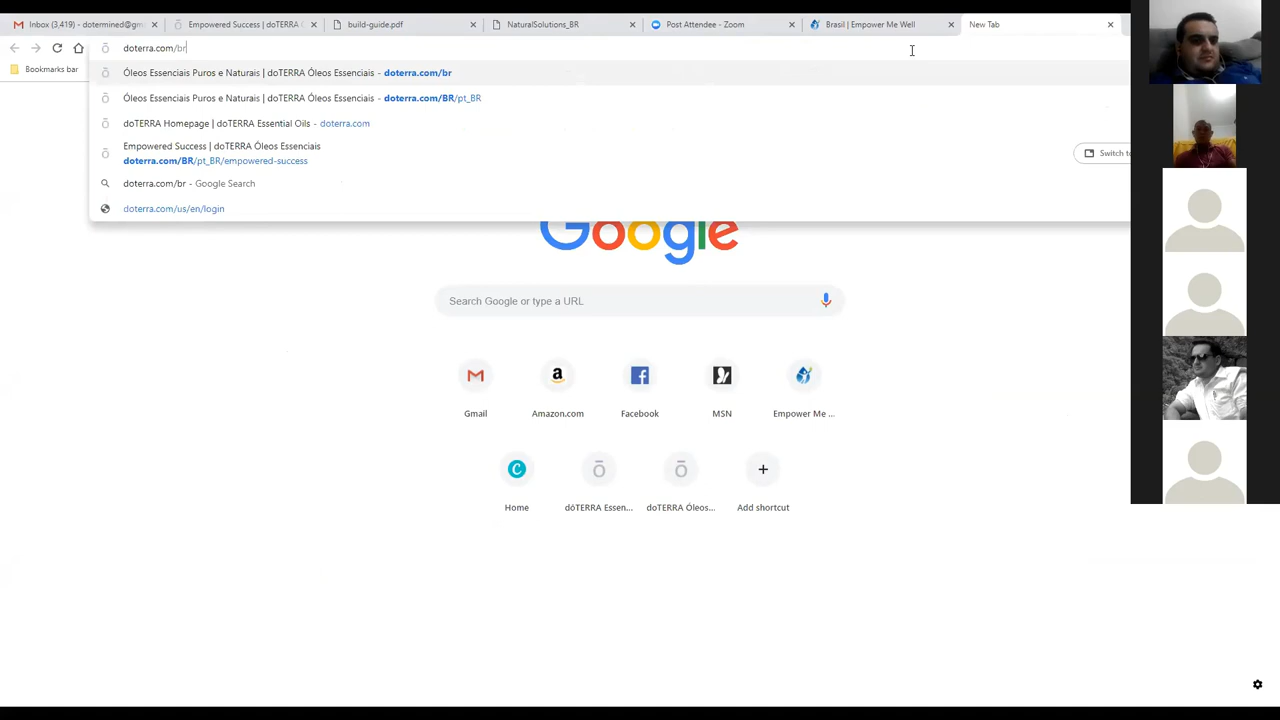 Inbox (3,419) - dotermined@gm
Empowered Success | doTERRA Ó
build-guide.pdf
NaturalSolutions_BR
Post Attendee - Zoom
Brasil | Empower Me Well
New Tab
doterra.com/br
Bookmarks bar
Óleos Essenciais Puros e Naturais | doTERRA Óleos Essenciais - doterra.com/br
Óleos Essenciais Puros e Naturais | doTERRA Óleos Essenciais - doterra.com/BR/pt_BR
doTERRA Homepage | doTERRA Essential Oils - doterra.com
Empowered Success | doTERRA Óleos Essenciais
doterra.com/BR/pt_BR/empowered-success
Switch to
doterra.com/br - Google Search
doterra.com/us/en/login
Google
Search Google or type a URL
Gmail
Amazon.com
Facebook
MSN
Empower Me ...
Home
dōTERRA Essen...
doTERRA Óleos...
Add shortcut